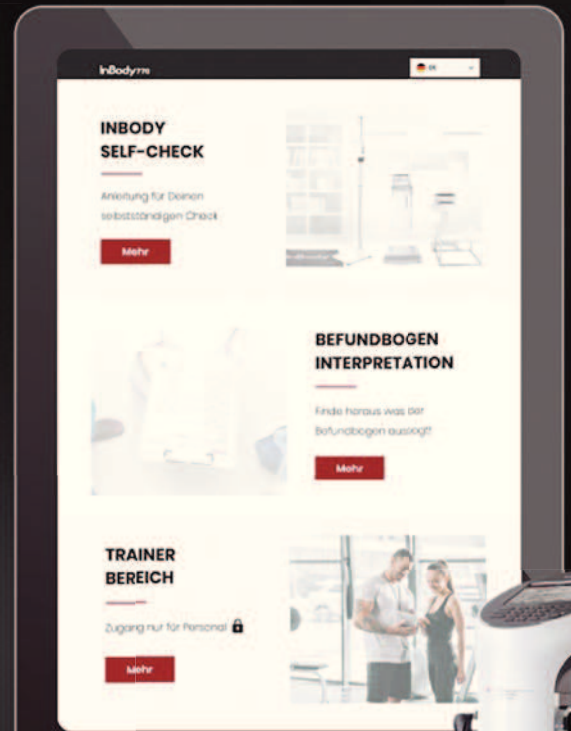 InBody770
DE
INBODY
SELF-CHECK
Anleitung für Deinen
selbstständigen Check
Mehr
BEFUNDBOGEN
INTERPRETATION
Finde heraus was der
Befundbogen aussagt
Mehr
TRAINER
BEREICH
Zugang nur für Personal
Mehr